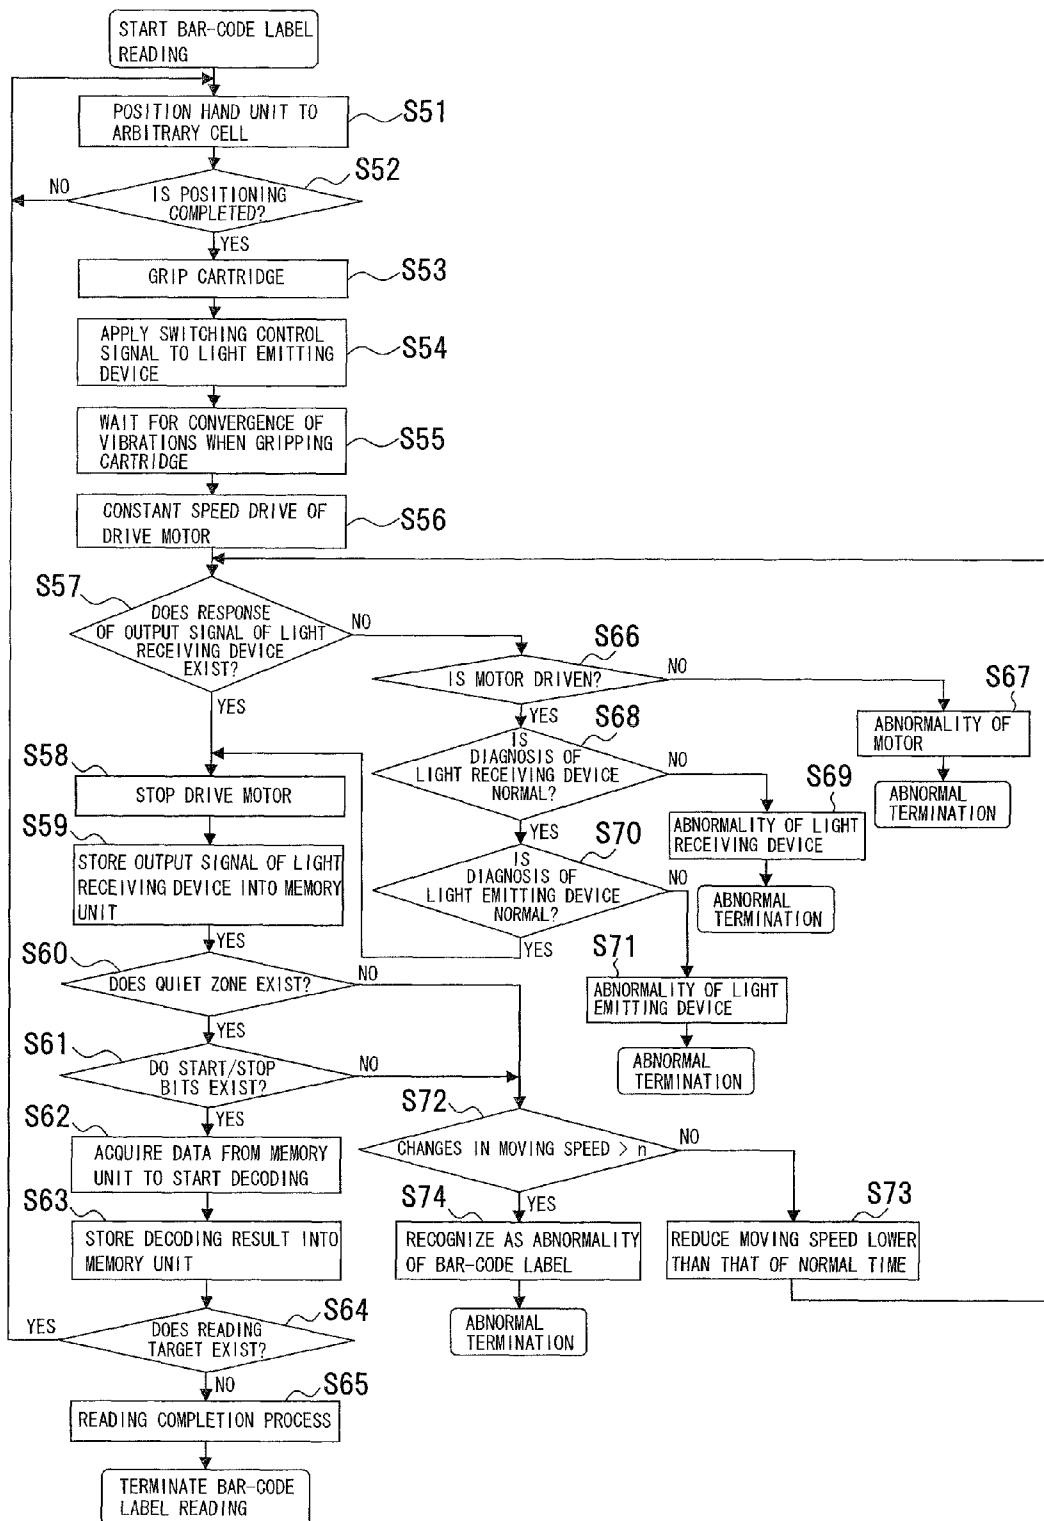 START BAR-CODE LABEL
READING
POSITION HAND UNIT TO
ARBITRARY CELL
S51
S52
NO
IS POSITIONING
COMPLETED?
YES
GRIP CARTRIDGE
S53
APPLY SWITCHING CONTROL
SIGNAL TO LIGHT EMITTING
DEVICE
S54
WAIT FOR CONVERGENCE OF
VIBRATIONS WHEN GRIPPING
CARTRIDGE
S55
CONSTANT SPEED DRIVE OF
DRIVE MOTOR
S56
S57
DOES RESPONSE
OF OUTPUT SIGNAL OF LIGHT
RECEIVING DEVICE
EXIST?
NO
YES
S66
IS MOTOR DRIVEN?
NO
YES
S67
ABNORMALITY OF
MOTOR
ABNORMAL
TERMINATION
S68
IS
DIAGNOSIS OF
LIGHT RECEIVING DEVICE
NORMAL?
NO
YES
S69
ABNORMALITY OF LIGHT
RECEIVING DEVICE
ABNORMAL
TERMINATION
S58
STOP DRIVE MOTOR
S59
STORE OUTPUT SIGNAL OF LIGHT
RECEIVING DEVICE INTO MEMORY
UNIT
YES
S70
IS
DIAGNOSIS OF
LIGHT EMITTING DEVICE
NORMAL?
NO
YES
S71
ABNORMALITY OF LIGHT
EMITTING DEVICE
ABNORMAL
TERMINATION
S60
DOES QUIET ZONE EXIST?
NO
YES
S61
DO START/STOP
BITS EXIST?
NO
YES
S62
ACQUIRE DATA FROM MEMORY
UNIT TO START DECODING
S72
CHANGES IN MOVING SPEED > n
NO
YES
S73
REDUCE MOVING SPEED LOWER
THAN THAT OF NORMAL TIME
S74
RECOGNIZE AS ABNORMALITY
OF BAR-CODE LABEL
ABNORMAL
TERMINATION
S63
STORE DECODING RESULT INTO
MEMORY UNIT
S64
YES
DOES READING
TARGET EXIST?
NO
S65
READING COMPLETION PROCESS
TERMINATE BAR-CODE
LABEL READING